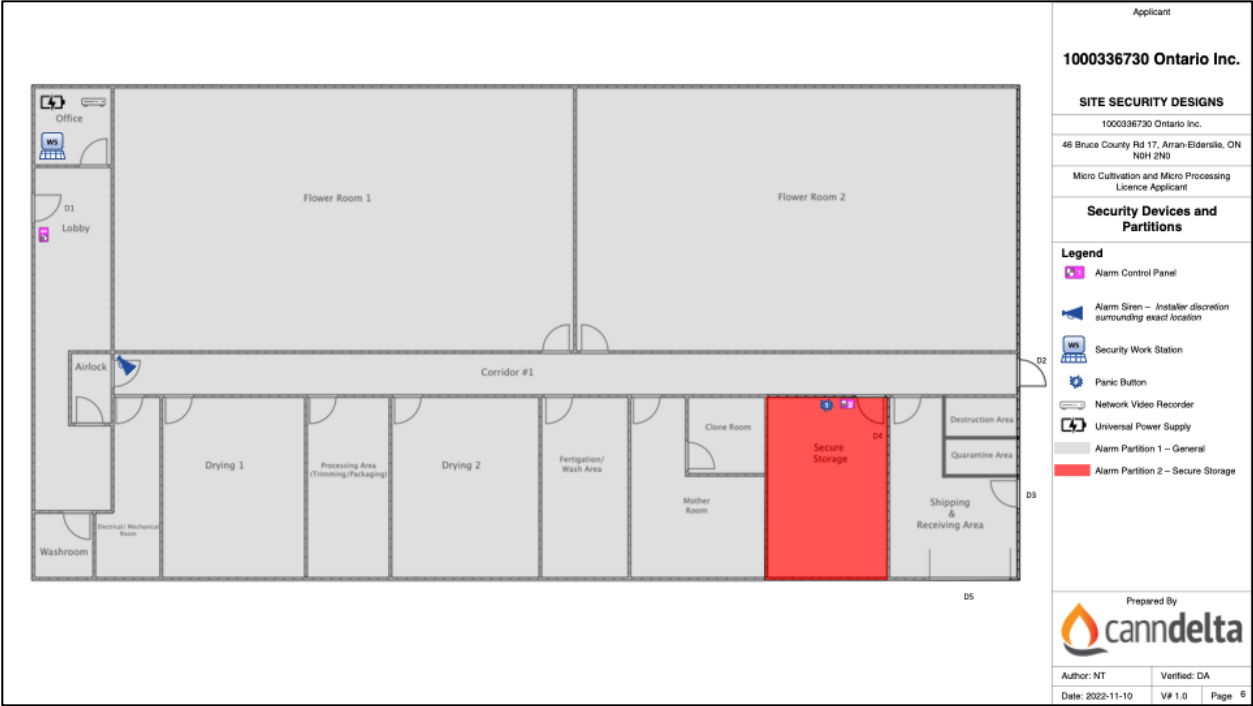 Office
WS
D1
Lobby
Flower Room 1
Flower Room 2
Airlock
Corridor #1
D2
Drying 1
Processing Area
(Trimming/Packaging)
Drying 2
Fertigation/
Wash Area
Clone Room
Mother
Room
D4
Secure
Storage
Destruction Area
Quarantine Area
D3
Shipping
&
Receiving Area
Washroom
Electrical/ Mechanical
Room
D5
Applicant
1000336730 Ontario Inc.
SITE SECURITY DESIGNS
1000336730 Ontario Inc.
46 Bruce County Rd 17, Arran-Elderslie, ON
N0H 2N0
Micro Cultivation and Micro Processing
Licence Applicant
Security Devices and
Partitions
Legend
Alarm Control Panel
Alarm Siren – Installer discretion
surrounding exact location
WS
Security Work Station
Panic Button
Network Video Recorder
Universal Power Supply
Alarm Partition 1 – General
Alarm Partition 2 – Secure Storage
Prepared By
canndelta
Author: NT
Verified: DA
Date: 2022-11-10
V# 1.0
Page 6